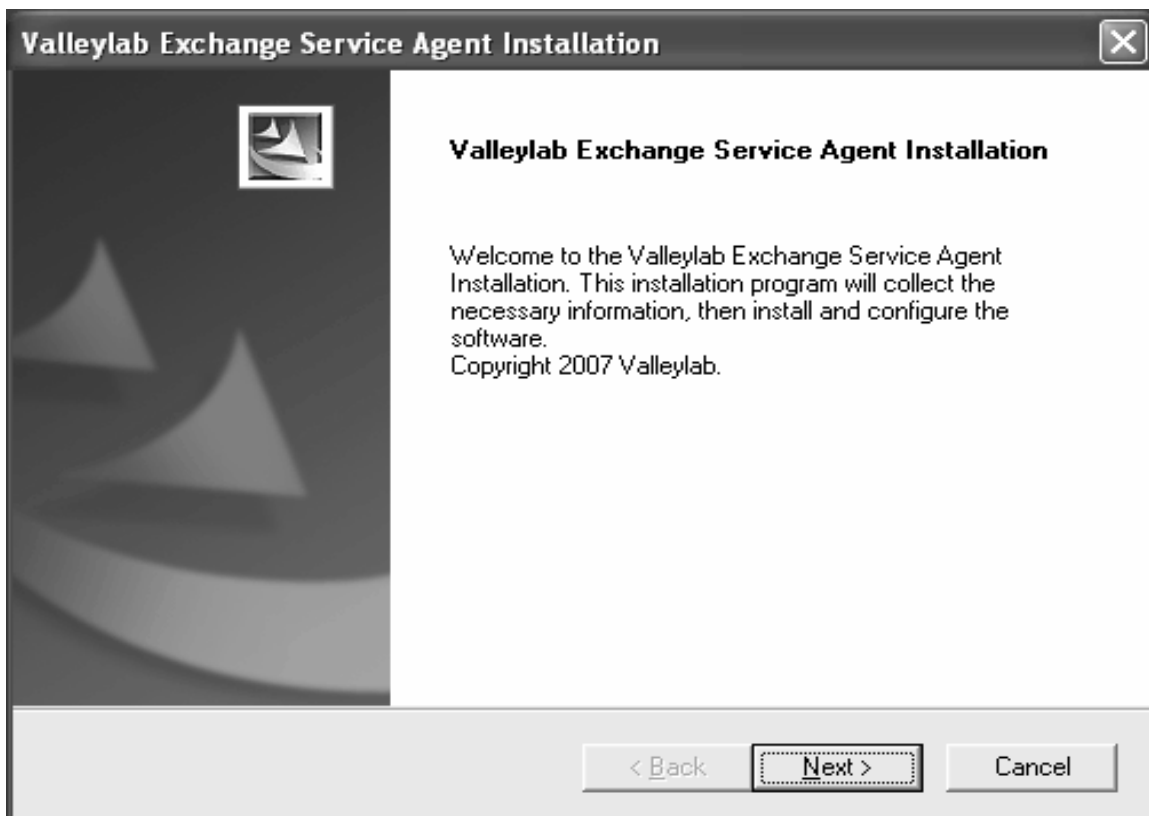 Valleylab Exchange Service Agent Installation
Valleylab Exchange Service Agent Installation
Welcome to the Valleylab Exchange Service Agent
Installation. This installation program will collect the
necessary information, then install and configure the
software.
Copyright 2007 Valleylab.
< Back
Next >
Cancel